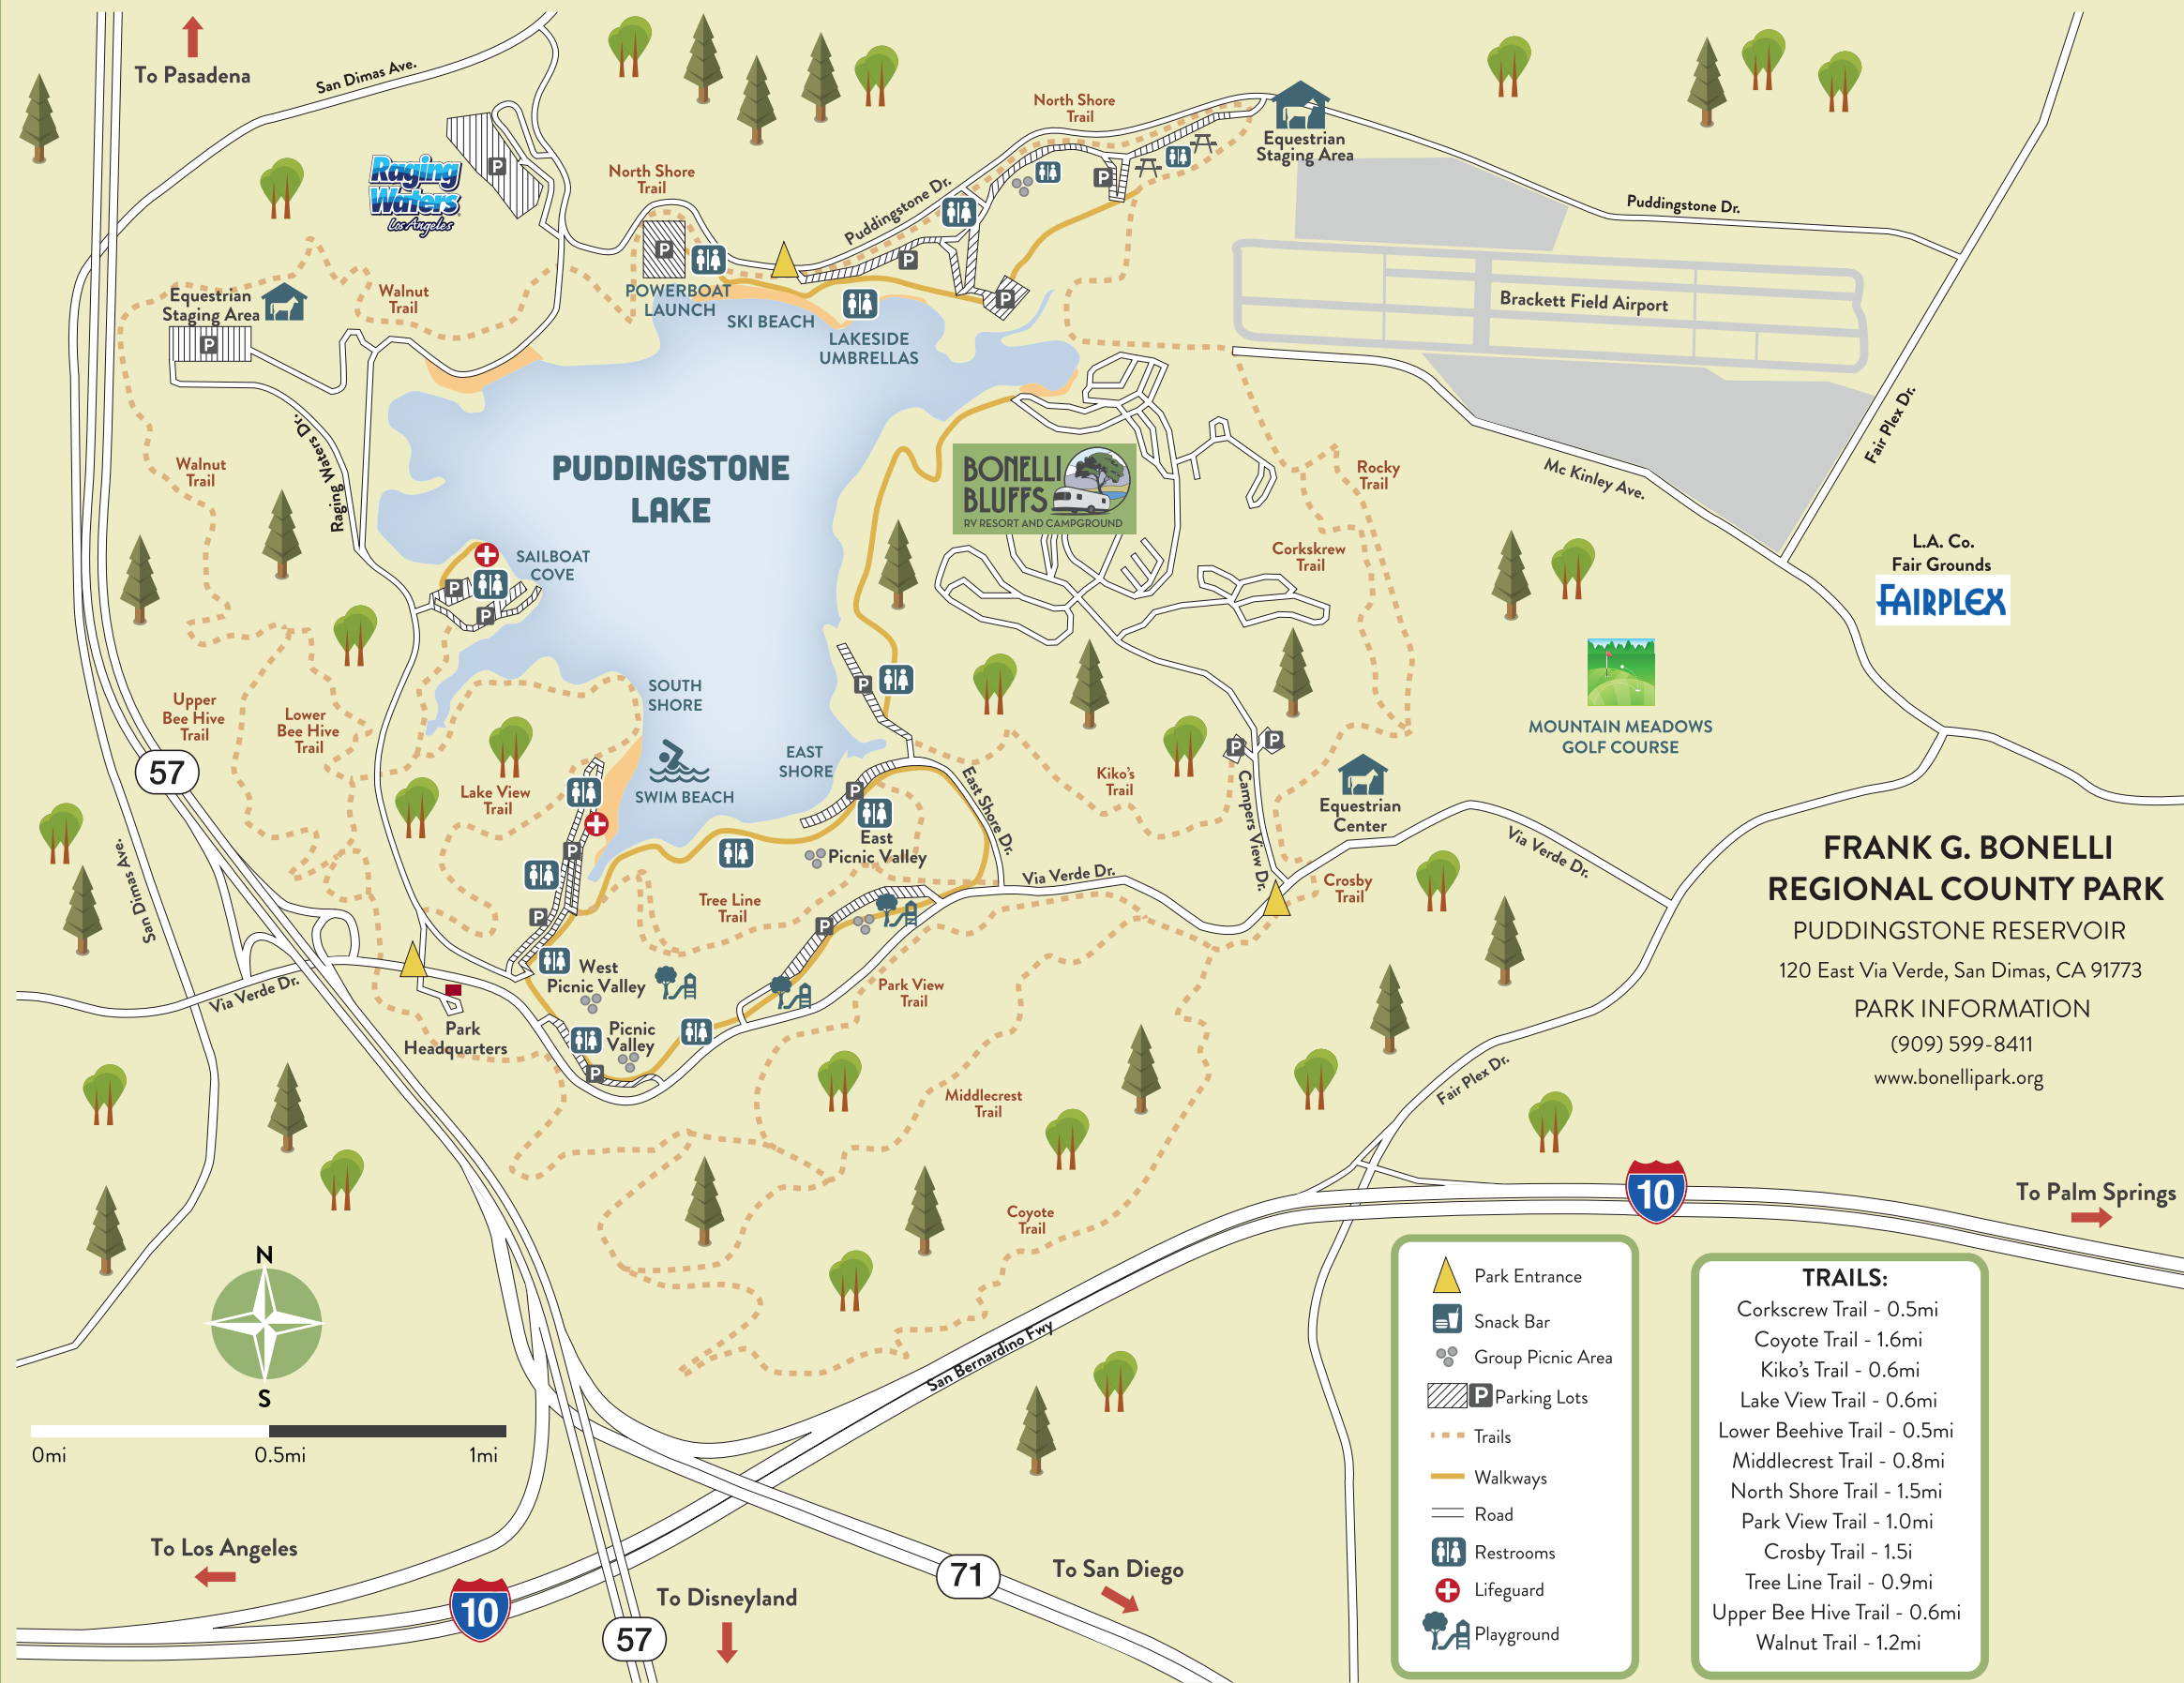 To Pasadena
San Dimas Ave.
North Shore
Trail
Equestrian
Staging Area
P
Raging
Waters
Los Angeles
North Shore
Trail
Puddingstone Dr.
P
Puddingstone Dr.
P
P
POWERBOAT
LAUNCH
SKI BEACH
LAKESIDE
UMBRELLAS
P
Brackett Field Airport
Equestrian
Staging Area
P
Walnut
Trail
Fair Plex Dr.
Raging Waters Dr.
Walnut
Trail
PUDDINGSTONE
LAKE
BONELLI
BLUFFS
RV RESORT AND CAMPGROUND
Rocky
Trail
Mc Kinley Ave.
Corkskrew
Trail
L.A. Co.
Fair Grounds
FAIRPLEX
SAILBOAT
COVE
P
P
Upper
Bee Hive
Trail
Lower
Bee Hive
Trail
SOUTH
SHORE
P
MOUNTAIN MEADOWS
GOLF COURSE
57
EAST
SHORE
SWIM BEACH
Lake View
Trail
P
P
P
P
East Shore Dr.
Kiko's
Trail
Campers View Dr.
Equestrian
Center
Via Verde Dr.
East
Picnic Valley
Via Verde Dr.
Crosby
Trail
Tree Line
Trail
P
P
San Dimas Ave.
FRANK G. BONELLI
REGIONAL COUNTY PARK
PUDDINGSTONE RESERVOIR
120 East Via Verde, San Dimas, CA 91773
PARK INFORMATION
(909) 599-8411
www.bonellipark.org
Via Verde Dr.
West
Picnic Valley
Park View
Trail
Park
Headquarters
Picnic
Valley
P
Middlecrest
Trail
Fair Plex Dr.
Coyote
Trail
10
To Palm Springs
N
S
0mi
0.5mi
1mi
San Bernardino Fwy
Park Entrance
Snack Bar
Group Picnic Area
P Parking Lots
Trails
Walkways
Road
Restrooms
Lifeguard
Playground
TRAILS:
Corkscrew Trail - 0.5mi
Coyote Trail - 1.6mi
Kiko's Trail - 0.6mi
Lake View Trail - 0.6mi
Lower Beehive Trail - 0.5mi
Middlecrest Trail - 0.8mi
North Shore Trail - 1.5mi
Park View Trail - 1.0mi
Crosby Trail - 1.5i
Tree Line Trail - 0.9mi
Upper Bee Hive Trail - 0.6mi
Walnut Trail - 1.2mi
To Los Angeles
10
To Disneyland
57
71
To San Diego